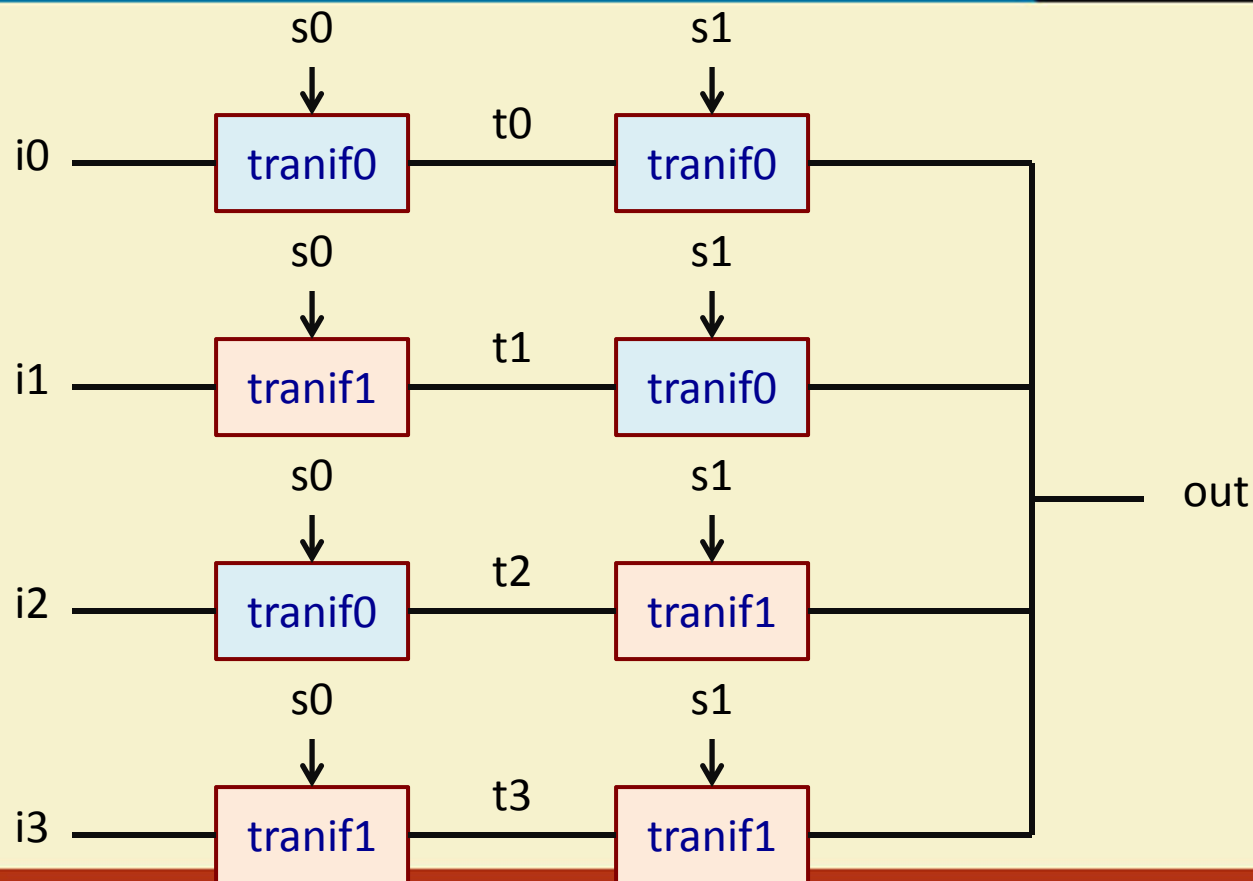 s0 s1
i0 tranif0 t0 tranif0
s0 s1
i1 tranif1 t1 tranif0
s0 s1
out
i2 tranif0 t2 tranif1
s0 s1
i3 tranif1 t3 tranif1